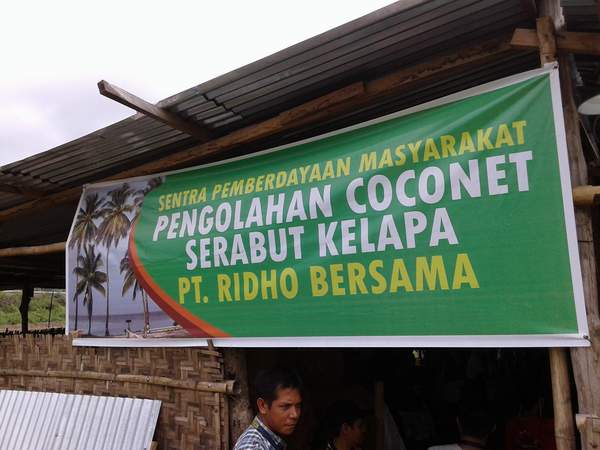 SENTRA PEMBERDAYAAN MASYARAKAT
PENGOLAHAN COCONET
SERABUT KELAPA
PT. RIDHO BERSAMA